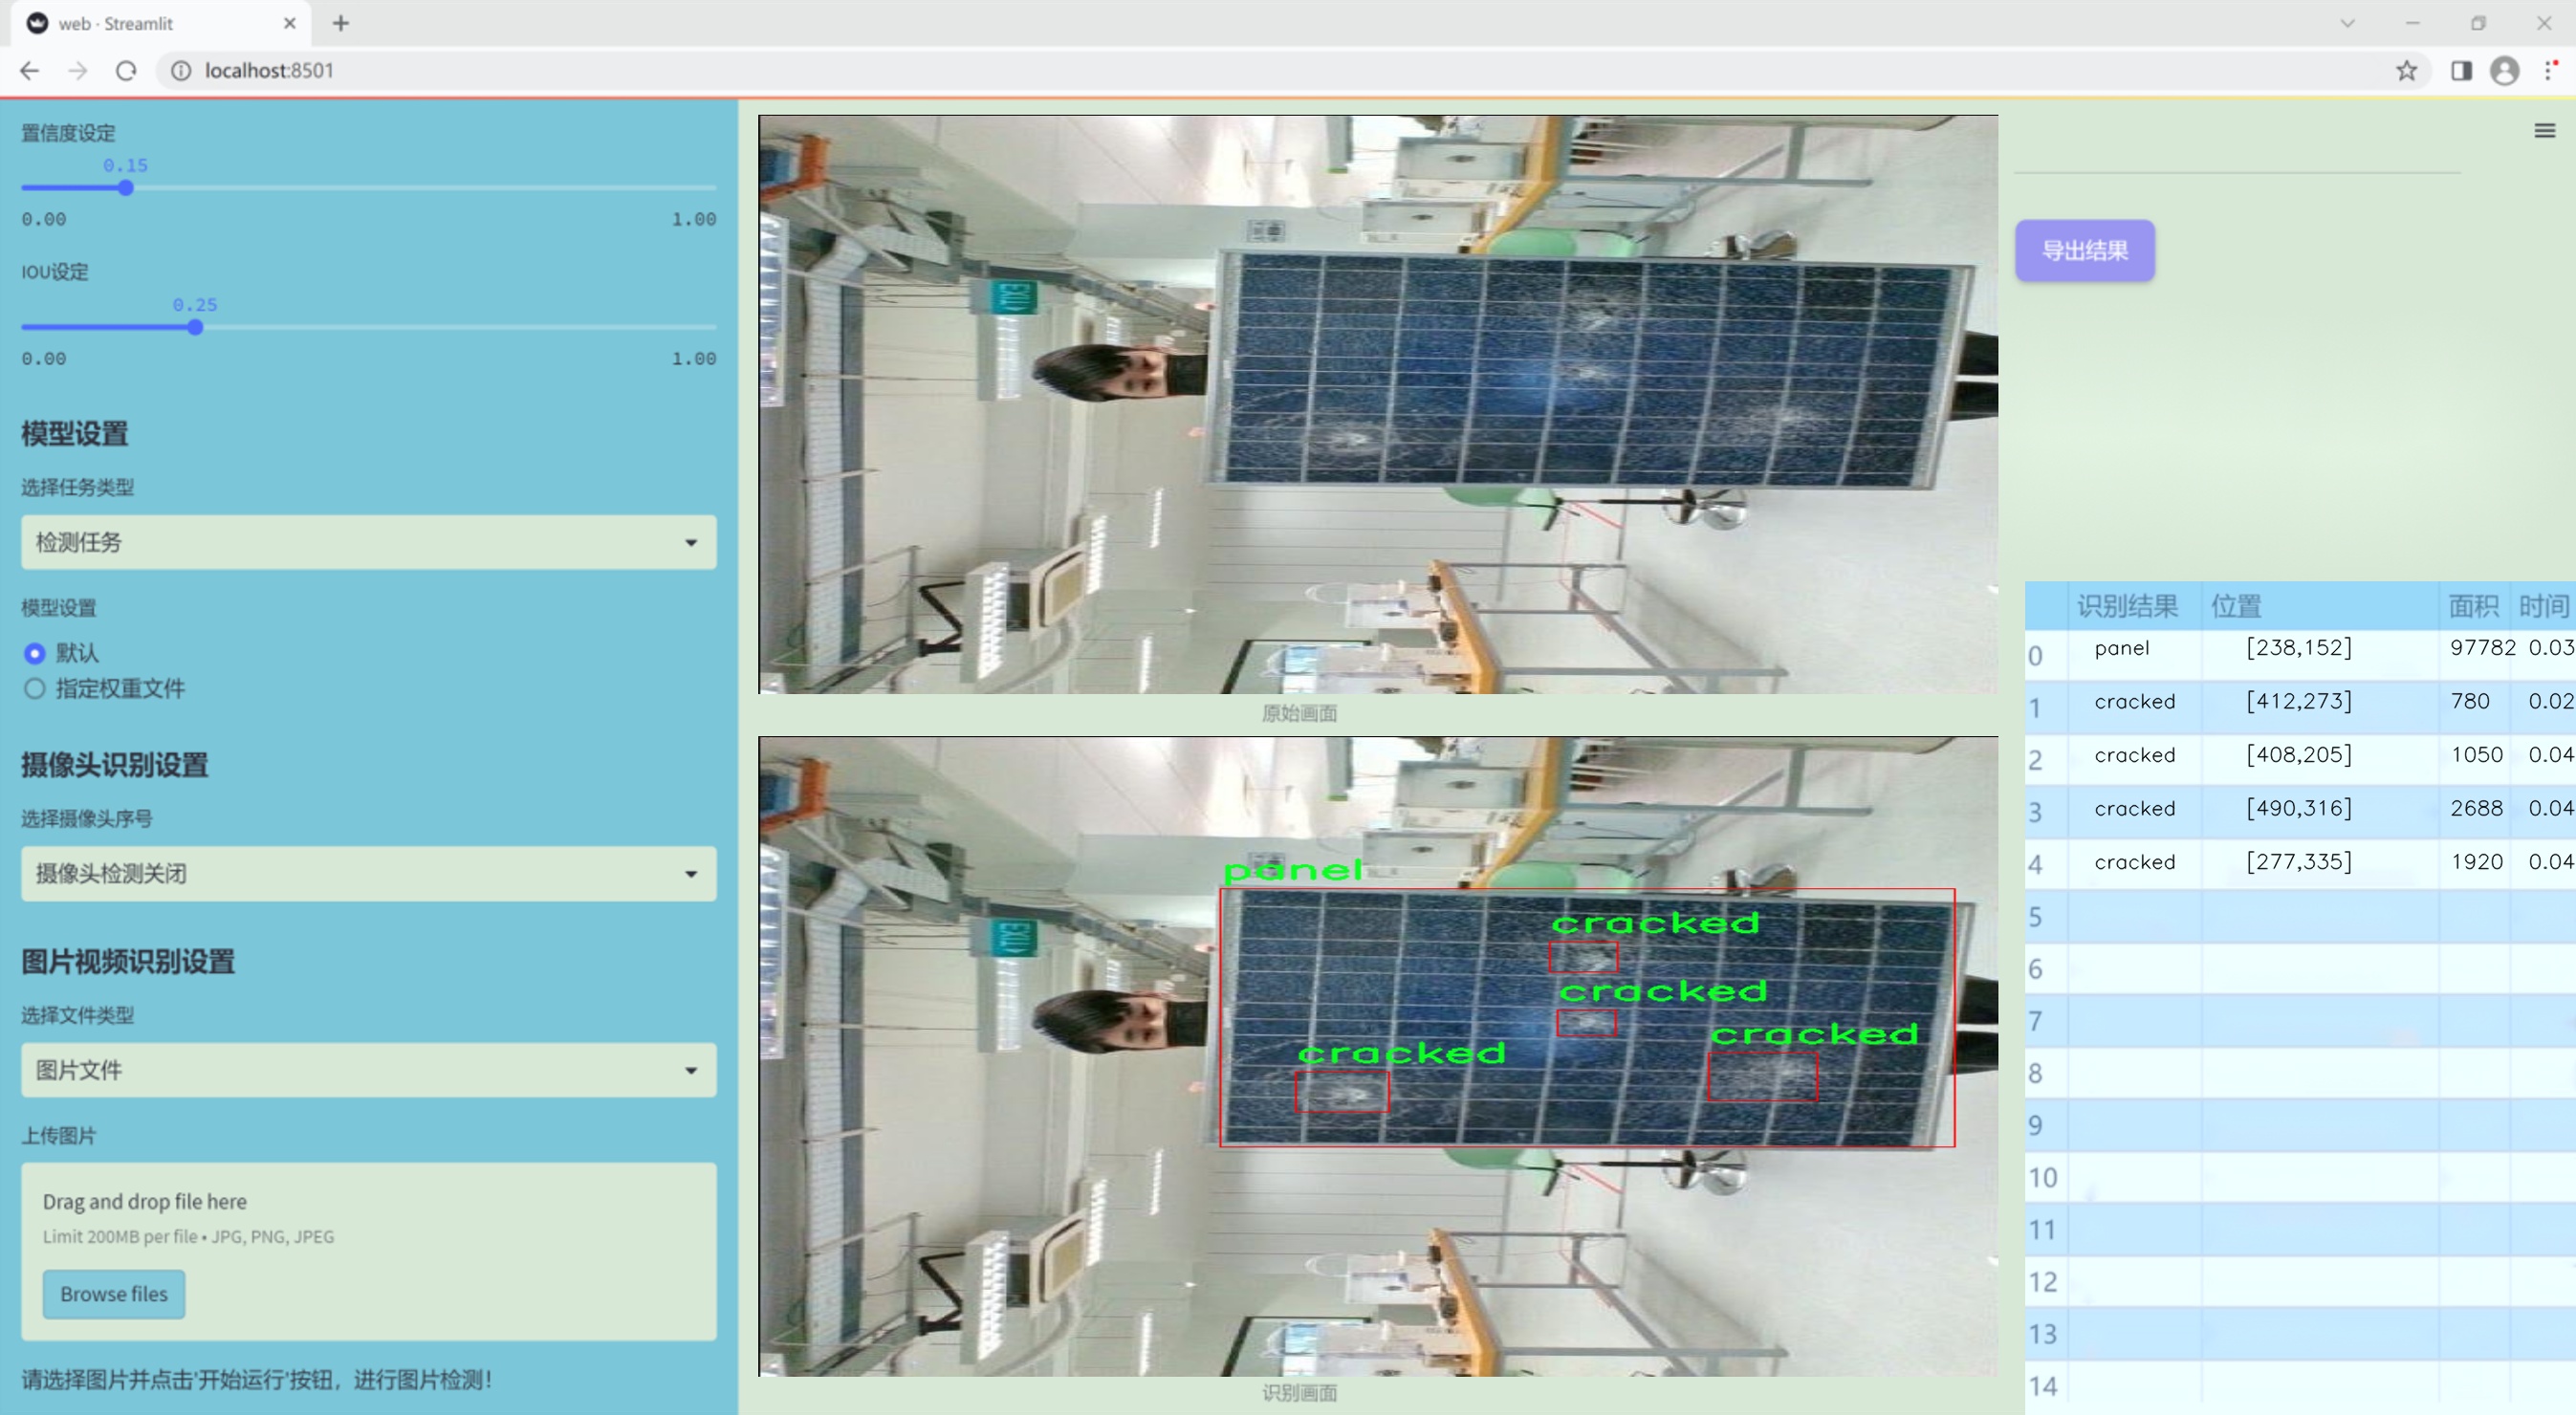 web · Streamlit
localhost:8501
置信度设定
0.15
0.00 1.00
IOU设定
0.25
0.00 1.00
模型设置
选择任务类型
检测任务
模型设置
默认
指定权重文件
摄像头识别设置
选择摄像头序号
摄像头检测关闭
图片视频识别设置
选择文件类型
图片文件
上传图片
Drag and drop file here
Limit 200MB per file • JPG, PNG, JPEG
Browse files
请选择图片并点击'开始运行'按钮，进行图片检测！
EXIT
原始画面
panel
cracked
cracked
cracked
cracked
EXIT
识别画面
导出结果
识别结果 位置 面积 时间
0 panel [238,152] 97782 0.03
1 cracked [412,273] 780 0.02
2 cracked [408,205] 1050 0.04
3 cracked [490,316] 2688 0.04
4 cracked [277,335] 1920 0.04
5
6
7
8
9
10
11
12
13
14